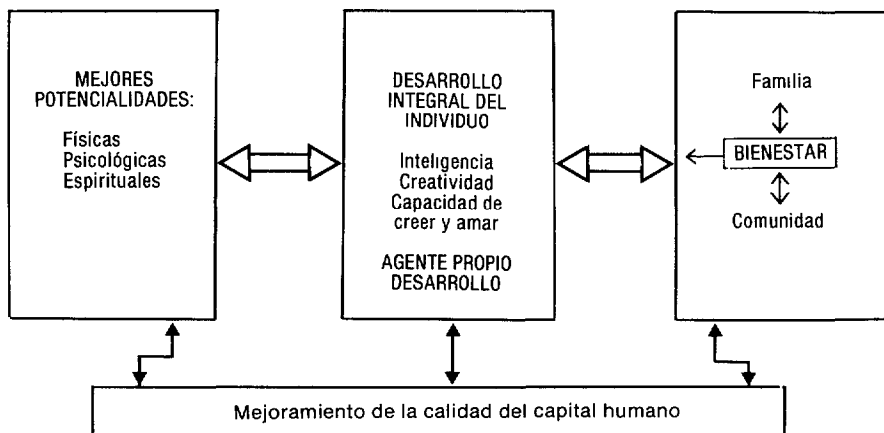 MEJORES
POTENCIALIDADES:
Físicas
Psicológicas
Espirituales
DESARROLLO
INTEGRAL DEL
INDIVIDUO
Inteligencia
Creatividad
Capacidad de
creer y amar
AGENTE PROPIO
DESARROLLO
Familia
BIENESTAR
Comunidad
Mejoramiento de la calidad del capital humano